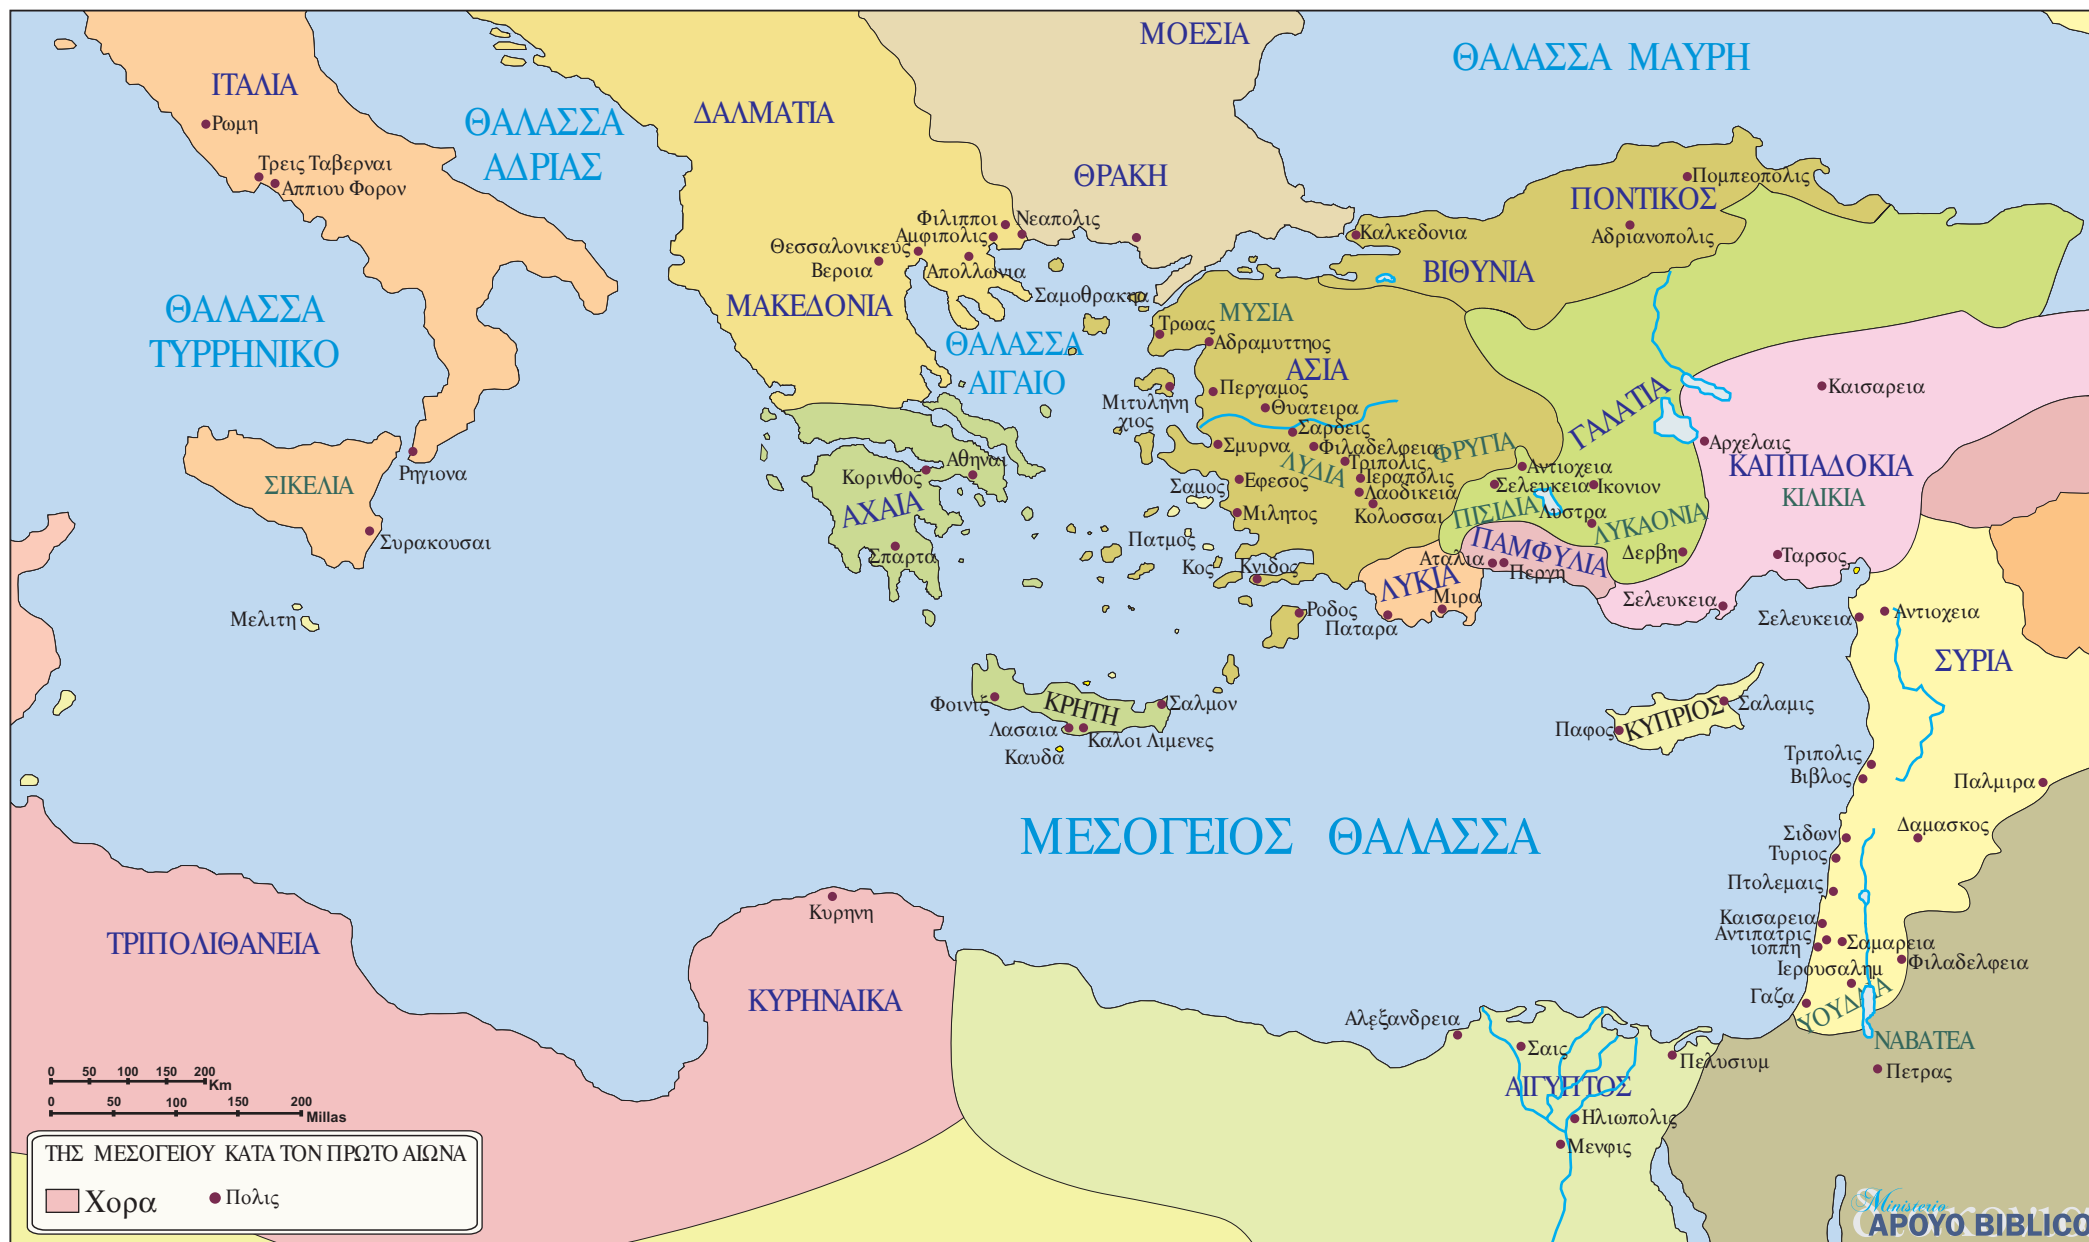 ΜΟΕΣΙΑ
ΘΑΛΑΣΣΑ ΜΑΥΡΗ
ΙΤΑΛΙΑ
ΘΑΛΑΣΣΑ
ΑΔΡΙΑΣ
ΔΑΛΜΑΤΙΑ
Ρωμη
Τρεις Ταβερναι
Αππιου Φορον
ΘΡΑΚΗ
Πομπεοπολις
ΠΟΝΤΙΚΟΣ
Αδριανοπολις
Φιλιπποι
Νεαπολις
Αμφιπολις
Θεσσαλονικευς
Βεροια
Απολλωνια
Καλκεδονια
ΒΙΘΥΝΙΑ
ΜΑΚΕΔΟΝΙΑ
Σαμοθρακηα
ΘΑΛΑΣΣΑ
ΤΥΡΡΗΝΙΚΟ
ΘΑΛΑΣΣΑ
ΑΙΓΑΙΟ
ΜΥΣΙΑ
Τρωας
Αδραμυττηος
ΑΣΙΑ
Περγαμος
Θυατειρα
Μιτυληνη
χιος
Σαρδεις
Σμυρνα
Φιλαδελφεια
ΛΥΔΙΑ
Τριπολις
Ιεραπολις
Λαοδικεια
Κολοσσαι
ΦΡΥΓΙΑ
ΓΑΛΑΤΙΑ
Καισαρεια
Αρχελαις
ΚΑΠΠΑΔΟΚΙΑ
ΚΙΛΙΚΙΑ
Αντιοχεια
Σελευκεια
Ικονιον
ΠΙΣΙΔΙΑ
Λυστρα
ΛΥΚΑΟΝΙΑ
Δερβη
Ταρσος
ΣΙΚΕΛΙΑ
Ρηγιονα
Συρακουσαι
Μελιτη
Κορινθος
Αθηναι
ΑΧΑΙΑ
Σπαρτα
Σαμος
Εφεσος
Μιλητος
Πατμος
Κος
Κνιδος
Ροδος
ΠΑΜΦΥΛΙΑ
Αταλια
Περγη
ΛΥΚΙΑ
Μιρα
Παταρα
Σελευκεια
Σελευκεια
Αντιοχεια
ΣΥΡΙΑ
Φοινιξ
ΚΡΗΤΗ
Σαλμον
Λασαια
Καλοι Λιμενες
Καυδα
Παφος
ΚΥΠΡΙΟΣ
Σαλαμις
Τριπολις
Βιβλος
Παλμιρα
ΜΕΣΟΓΕΙΟΣ ΘΑΛΑΣΣΑ
Σιδων
Δαμασκος
Τυριος
Πτολεμαις
Καισαρεια
Αντιπατρις
ιοππη
Σαμαρεια
Φιλαδελφεια
Ιερουσαλημ
Γαζα
ΥΟΥΔΑΙΑ
ΝΑΒΑΤΕΑ
Πετρας
Κυρηνη
ΤΡΙΠΟΛΙΘΑΝΕΙΑ
ΚΥΡΗΝΑΙΚΑ
Αλεξανδρεια
Σαις
Πελυσιυμ
ΑΙΓΥΠΤΟΣ
Ηλιωπολις
Μενφις
0 50 100 150 200 Km
0 50 100 150 200 Millas
ΤΗΣ ΜΕΣΟΓΕΙΟΥ ΚΑΤΑ ΤΟΝ ΠΡΩΤΟ ΑΙΩΝΑ
Χορα
Πολις
Ministerio
APOYO BIBLICO